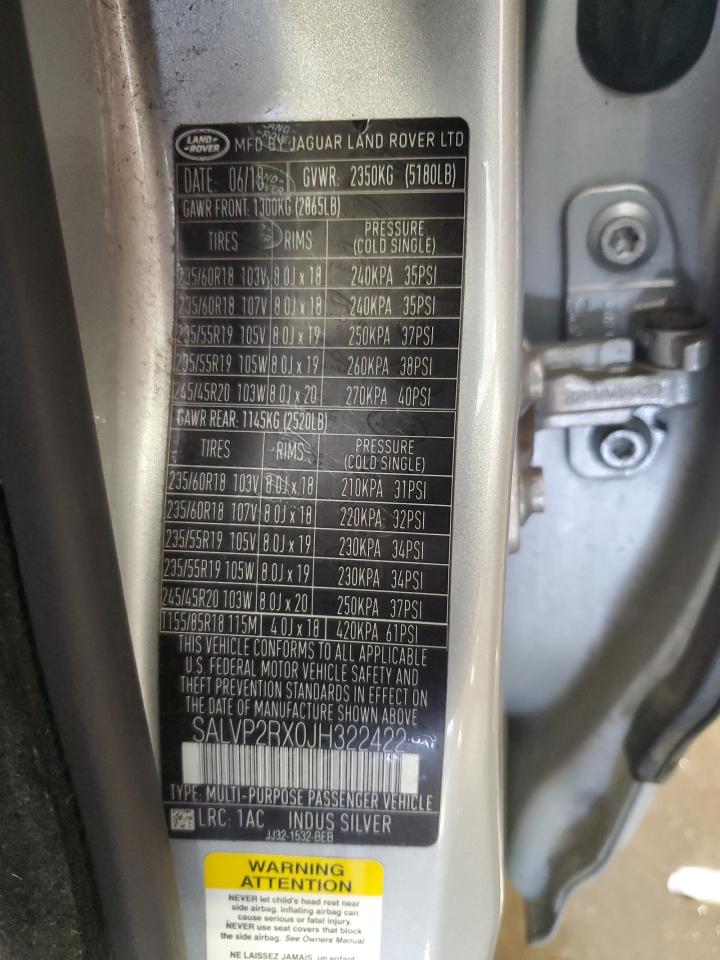 LAND ROVER MFD BY JAGUAR LAND ROVER LTD
DATE: 06/18 GVWR: 2350KG (5180LB)
GAWR FRONT: 1300KG (2865LB)
TIRES RIMS PRESSURE (COLD SINGLE)
235/60R18 103V 8.0J x 18 240KPA 35PSI
235/60R18 107V 8.0J x 18 240KPA 35PSI
235/55R19 105V 8.0J x 19 250KPA 37PSI
235/55R19 105W 8.0J x 19 260KPA 38PSI
245/45R20 103W 8.0J x 20 270KPA 40PSI
GAWR REAR: 1145KG (2520LB)
TIRES RIMS PRESSURE (COLD SINGLE)
235/60R18 103V 8.0J x 18 210KPA 31PSI
235/60R18 107V 8.0J x 18 220KPA 32PSI
235/55R19 105V 8.0J x 19 230KPA 34PSI
235/55R19 105W 8.0J x 19 230KPA 34PSI
245/45R20 103W 8.0J x 20 250KPA 37PSI
T155/85R18 115M 4.0J x 18 420KPA 61PSI
THIS VEHICLE CONFORMS TO ALL APPLICABLE
U.S. FEDERAL MOTOR VEHICLE SAFETY AND
THEFT PREVENTION STANDARDS IN EFFECT ON
THE DATE OF MANUFACTURE SHOWN ABOVE
SALVP2RX0JH322422
TYPE: MULTI-PURPOSE PASSENGER VEHICLE
LRC: 1AC INDUS SILVER
JJ32-1532-BEB
WARNING
ATTENTION
NEVER let child's head rest near
side airbag, inflating airbag can
cause serious or fatal injury.
NEVER use seat covers that block
the side airbag. See Owners Manual
NE LAISSEZ JAMAIS, un enfant